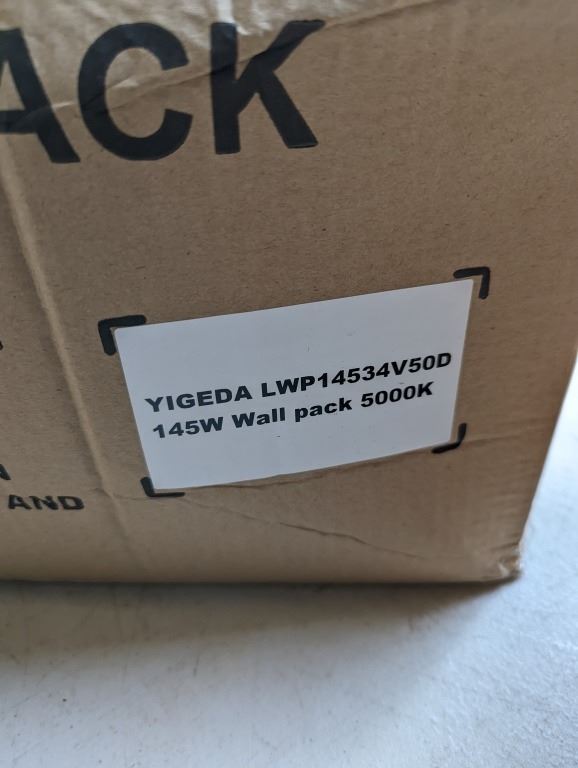 ACK
YIGEDA LWP14534V50D
145W Wall pack 5000K
AND